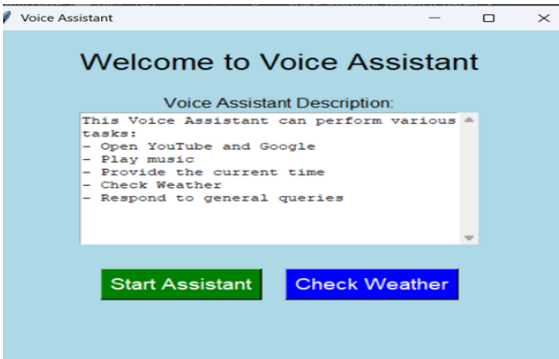 Voice Assistant
Welcome to Voice Assistant
Voice Assistant Description:
This Voice Assistant can perform various
tasks:
- Open YouTube and Google
- Play music
- Provide the current time
- Check Weather
- Respond to general queries
Start Assistant
Check Weather